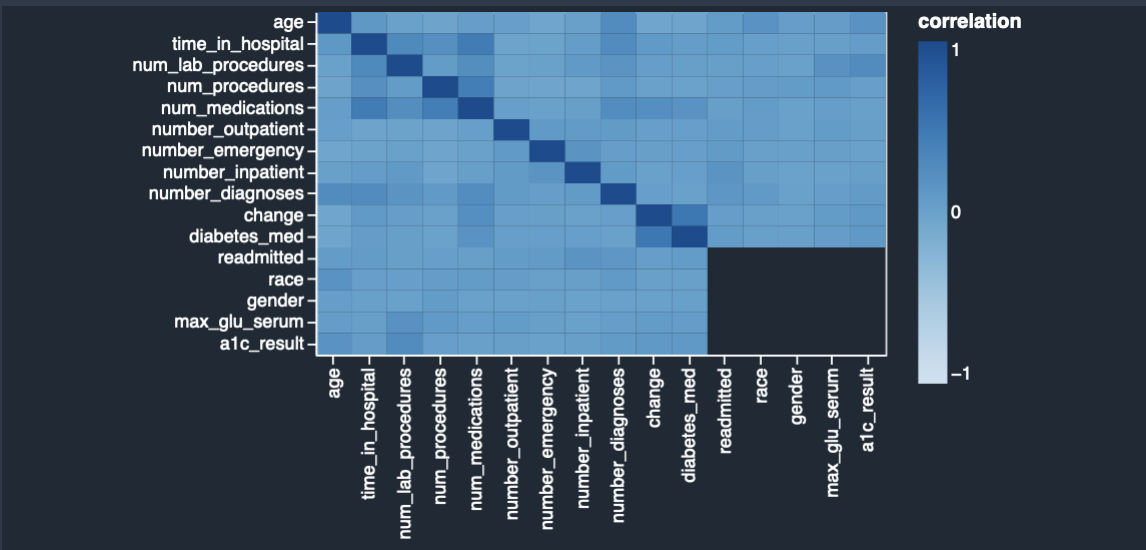 correlation
1
0
−1
age
time_in_hospital
num_lab_procedures
num_procedures
num_medications
number_outpatient
number_emergency
number_inpatient
number_diagnoses
change
diabetes_med
readmitted
race
gender
max_glu_serum
a1c_result
age
time_in_hospital
num_lab_procedures
num_procedures
num_medications
number_outpatient
number_emergency
number_inpatient
number_diagnoses
change
diabetes_med
readmitted
race
gender
max_glu_serum
a1c_result